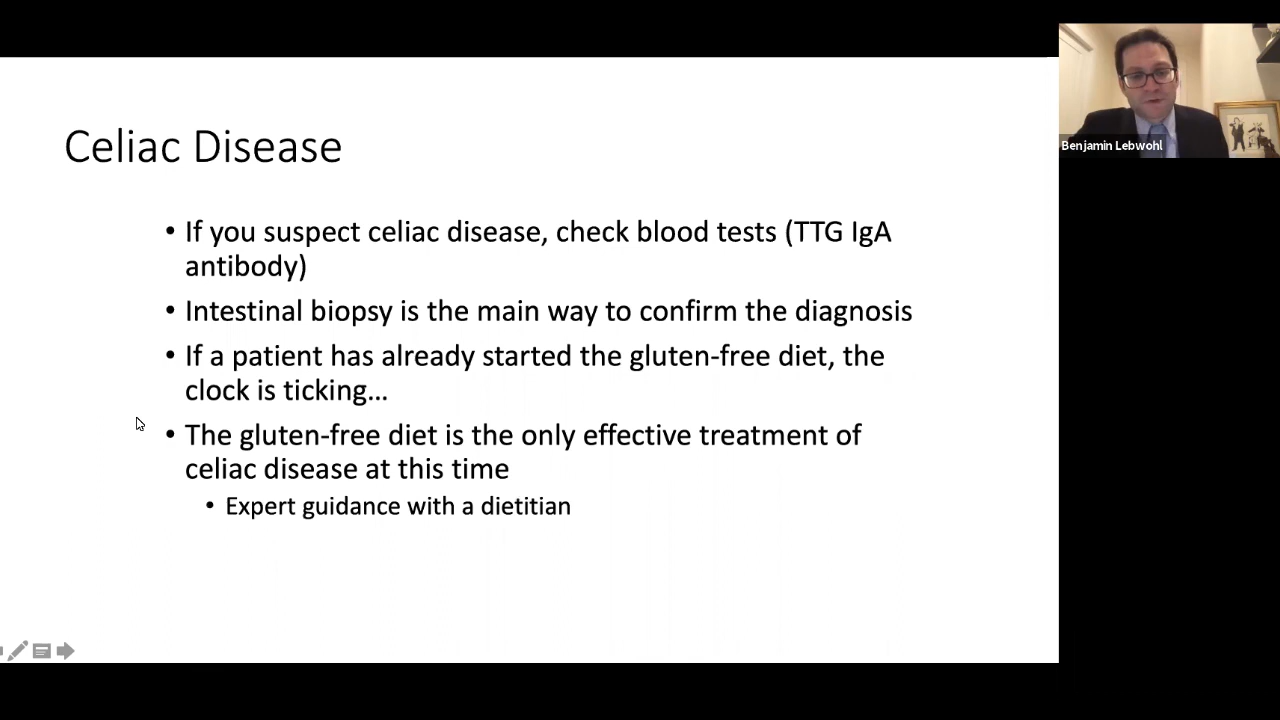 Celiac Disease
• If you suspect celiac disease, check blood tests (TTG IgA
antibody)
• Intestinal biopsy is the main way to confirm the diagnosis
• If a patient has already started the gluten-free diet, the
clock is ticking…
• The gluten-free diet is the only effective treatment of
celiac disease at this time
• Expert guidance with a dietitian
Benjamin Lebwohl